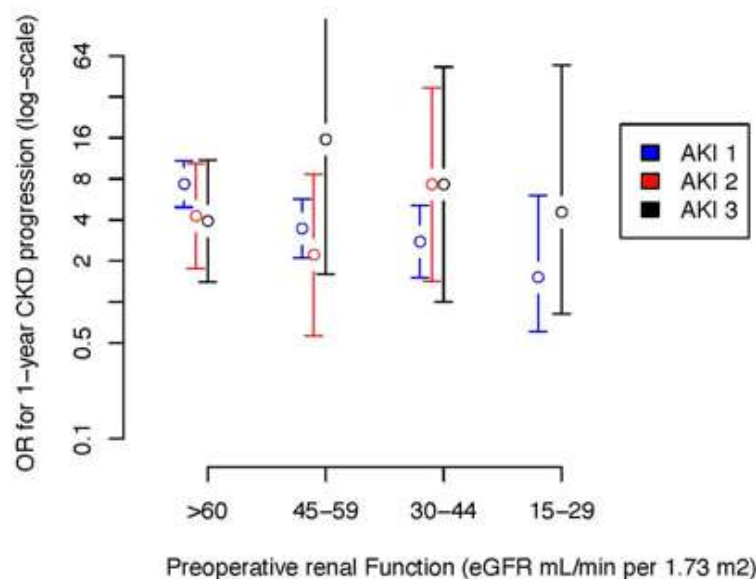 OR for 1-year CKD progression (log-scale)
64
16
8
4
2
0.5
0.1
AKI 1
AKI 2
AKI 3
>60
45-59
30-44
15-29
Preoperative renal Function (eGFR mL/min per 1.73 m2)